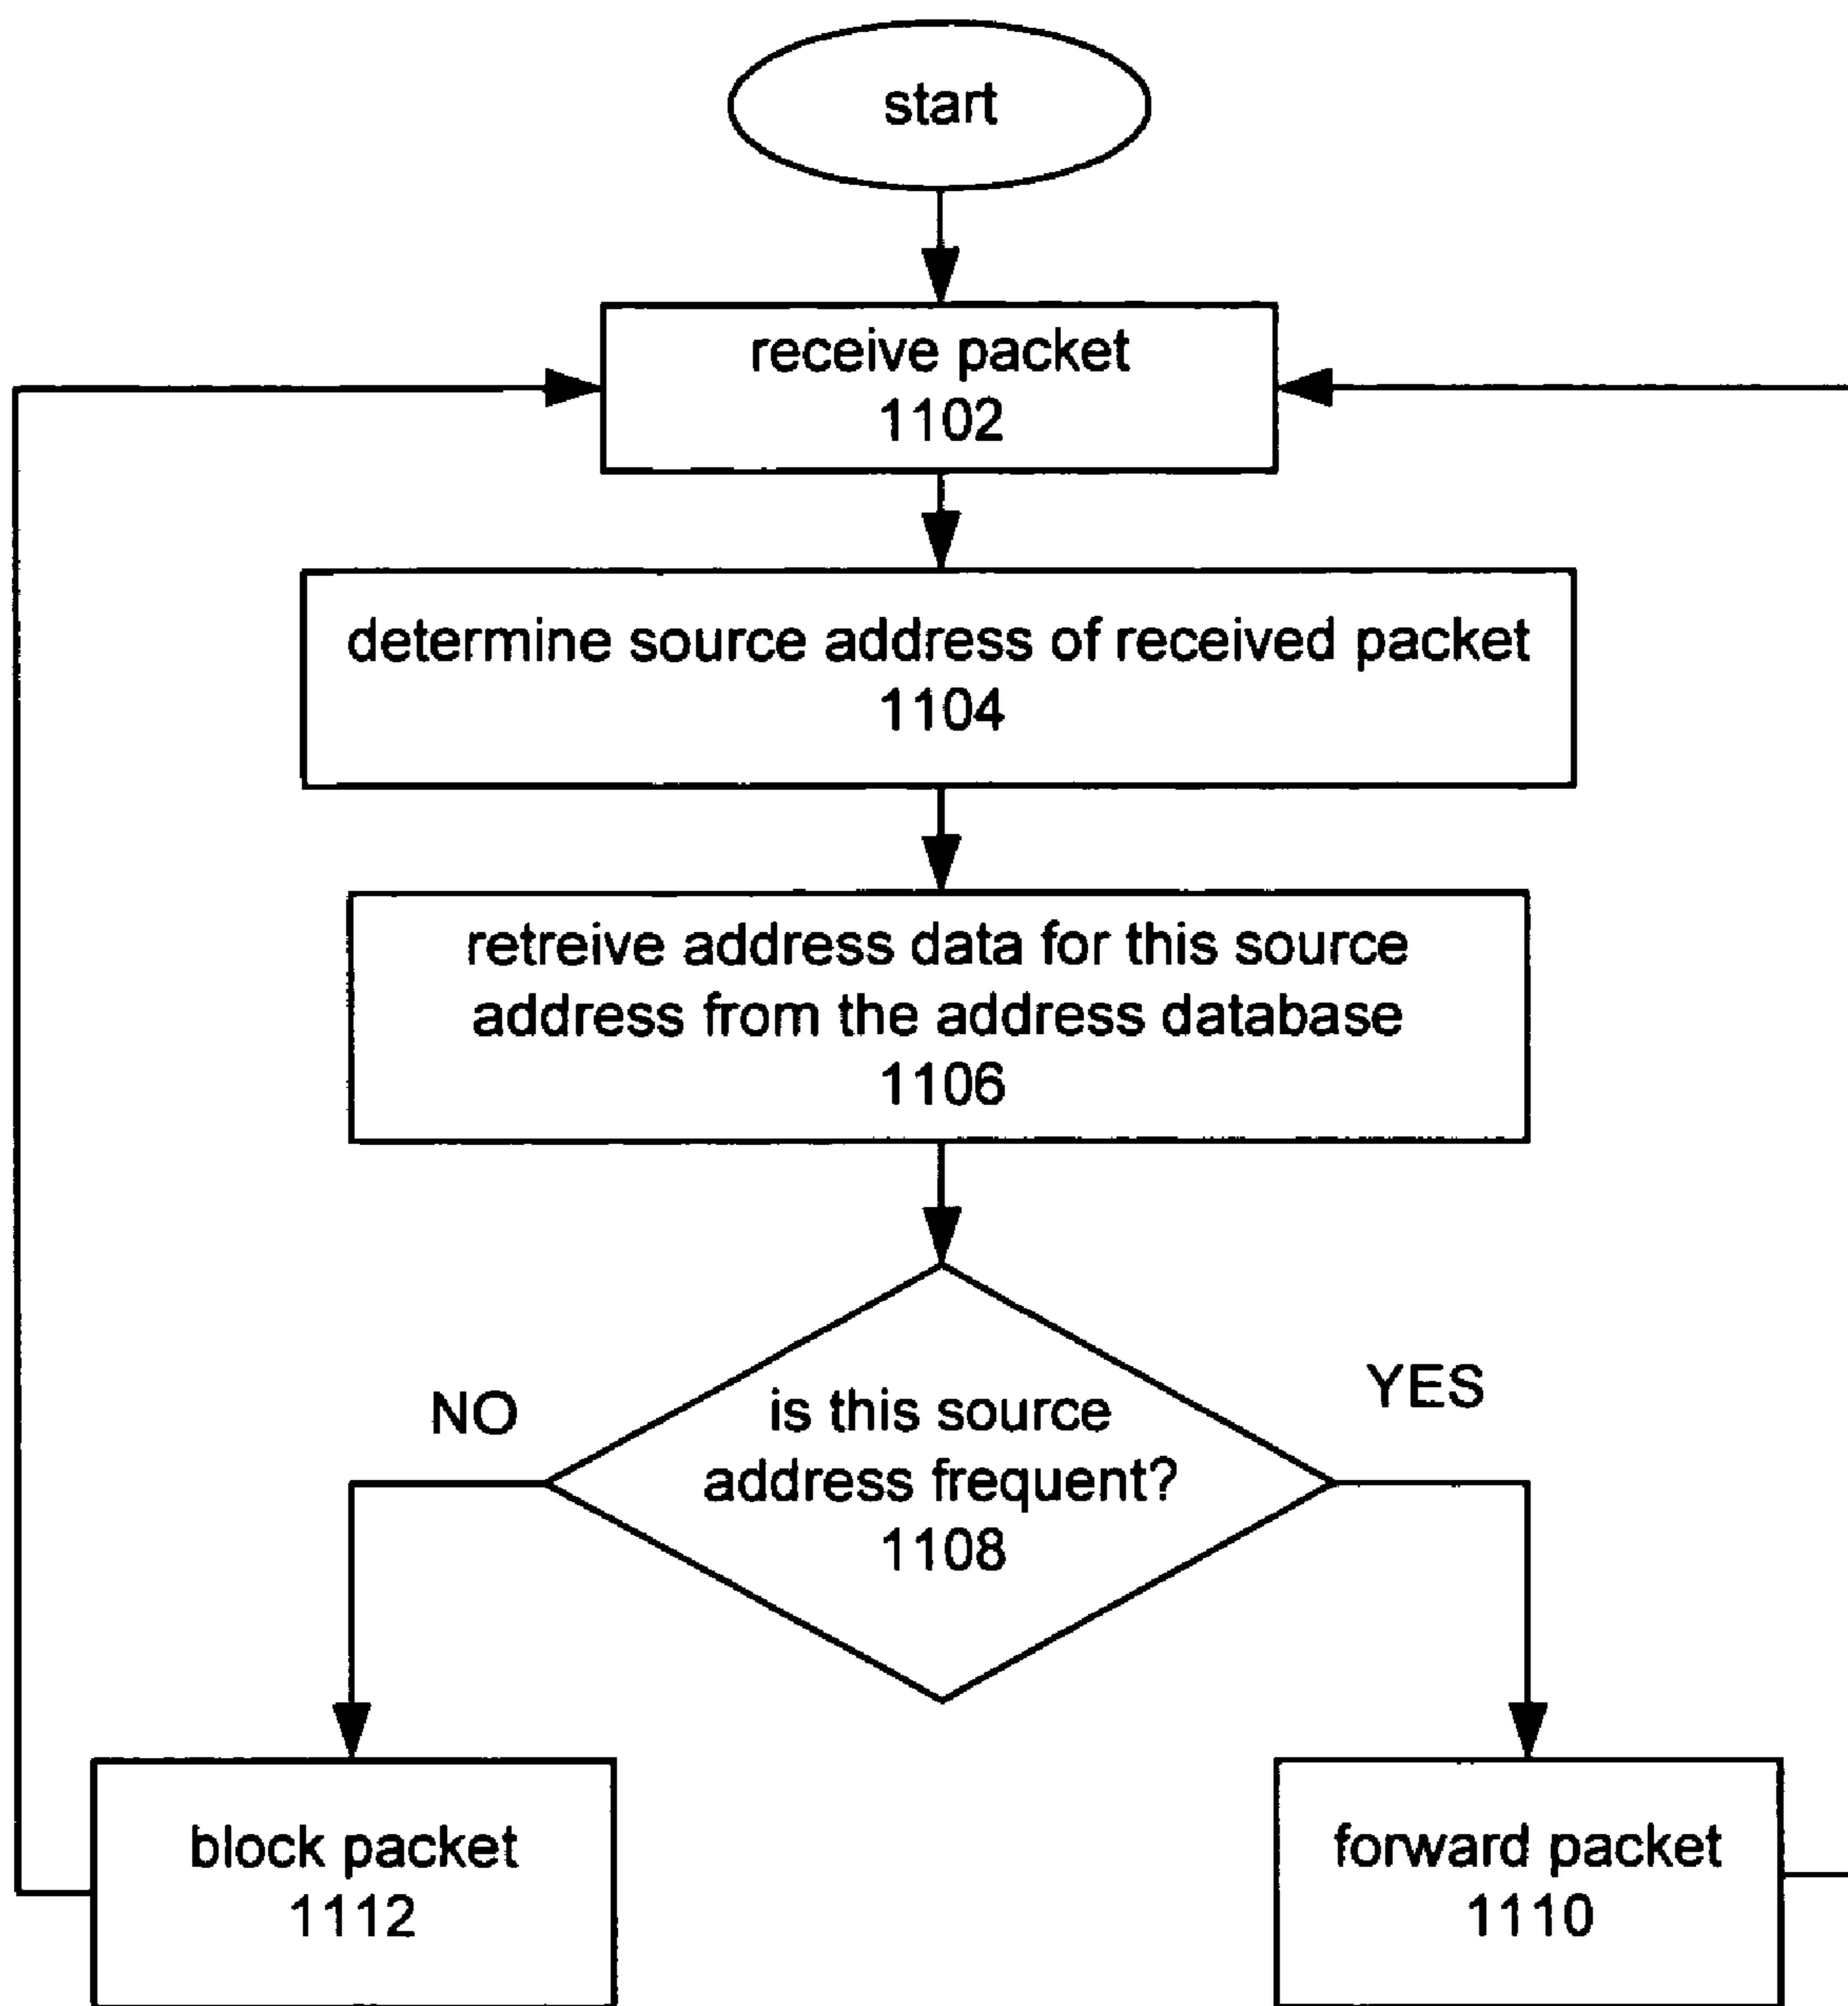 start
receive packet
1102
determine source address of received packet
1104
retreive address data for this source
address from the address database
1106
is this source
address frequent?
1108
NO
YES
block packet
1112
forward packet
1110